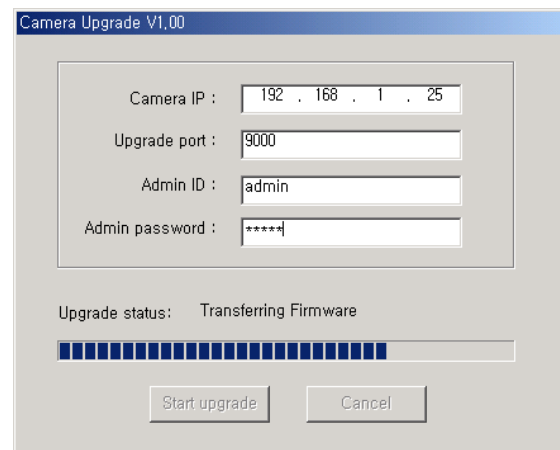 Camera Upgrade V1,00
Camera IP : 192 . 168 . 1 . 25
Upgrade port : 9000
Admin ID : admin
Admin password : *****
Upgrade status: Transferring Firmware
Start upgrade Cancel